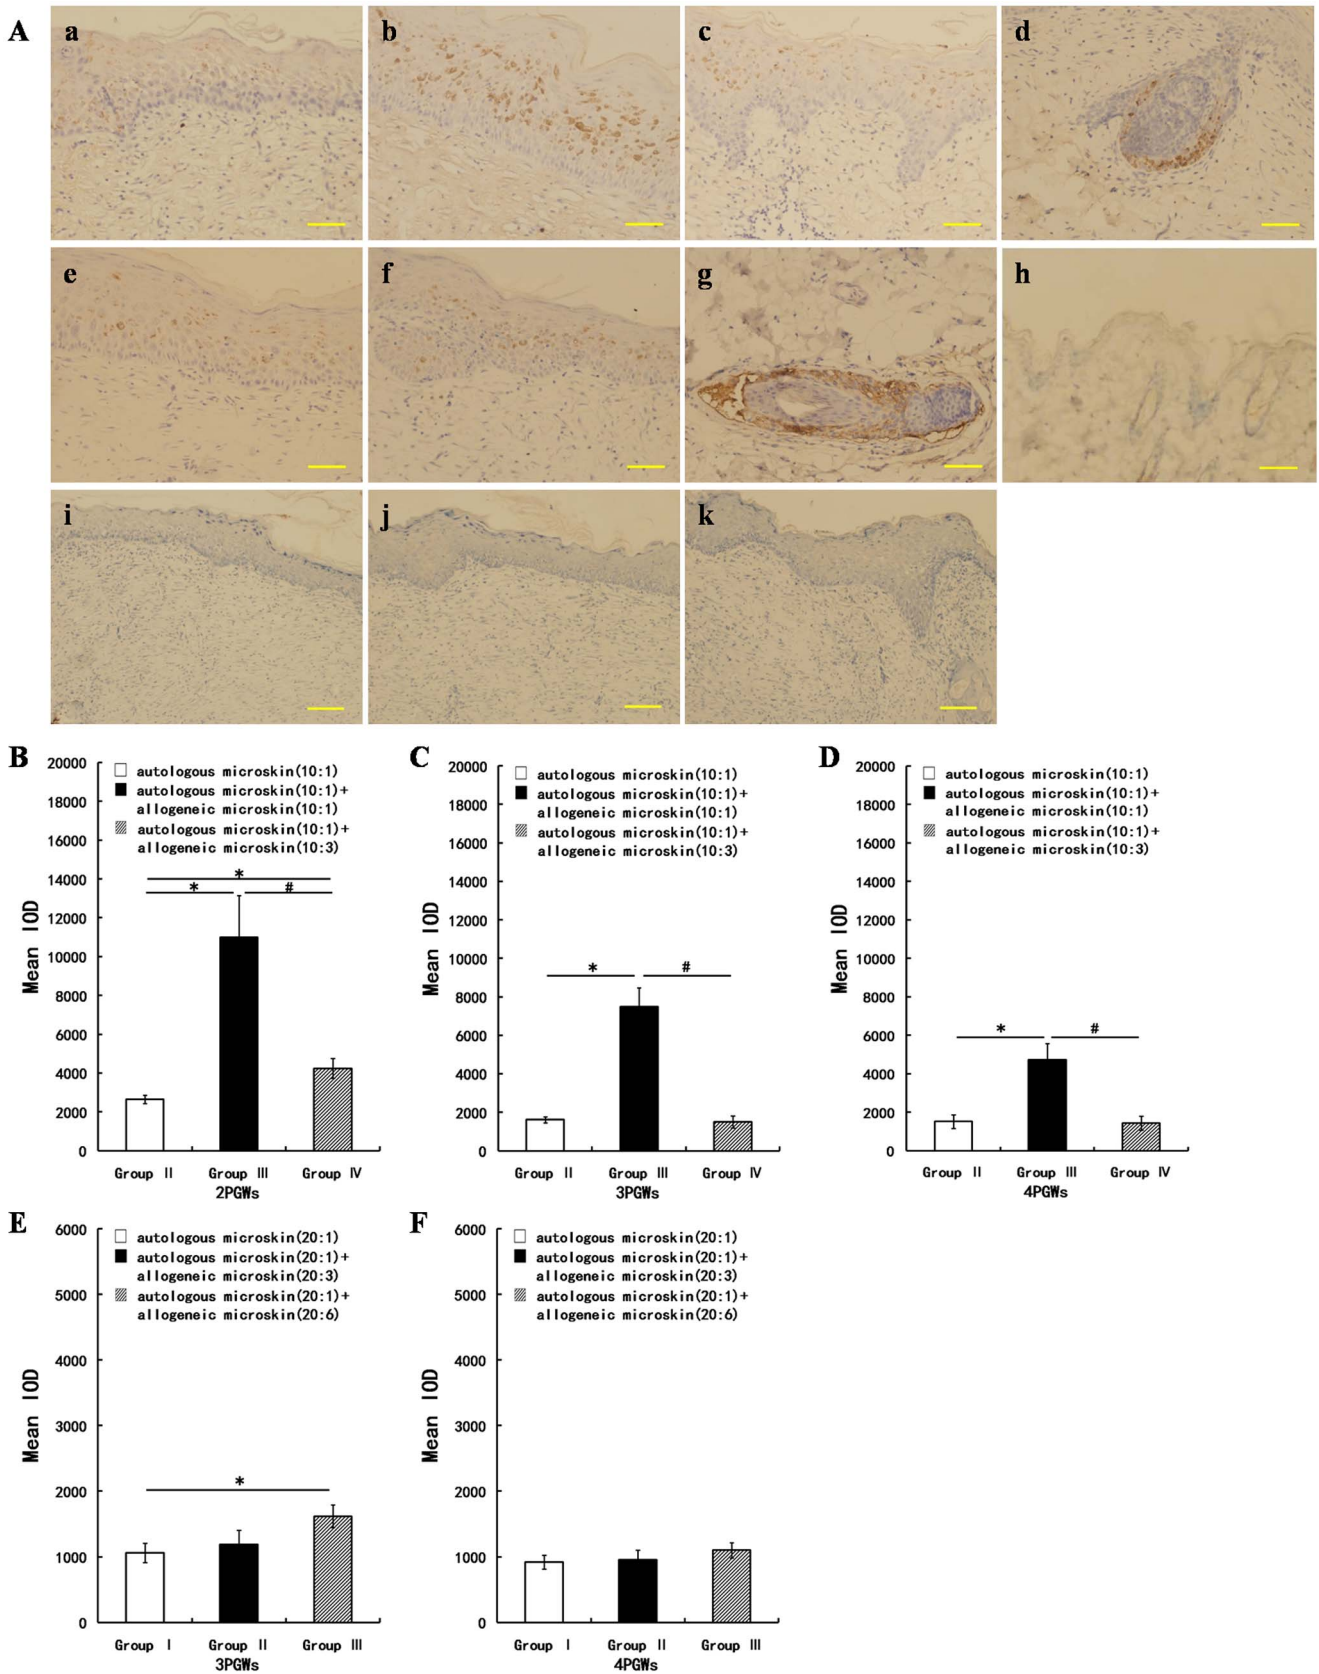 A
a
b
c
d
e
f
g
h
i
j
k
B
20000
18000
16000
14000
12000
10000
8000
6000
4000
2000
0
Mean IOD
autologous microskin(10:1)
autologous microskin(10:1)+
allogeneic microskin(10:1)
autologous microskin(10:1)+
allogeneic microskin(10:3)
*
*
#
Group II
Group III
Group IV
2PGWs
C
20000
18000
16000
14000
12000
10000
8000
6000
4000
2000
0
Mean IOD
autologous microskin(10:1)
autologous microskin(10:1)+
allogeneic microskin(10:1)
autologous microskin(10:1)+
allogeneic microskin(10:3)
*
#
Group II
Group III
Group IV
3PGWs
D
20000
18000
16000
14000
12000
10000
8000
6000
4000
2000
0
Mean IOD
autologous microskin(10:1)
autologous microskin(10:1)+
allogeneic microskin(10:1)
autologous microskin(10:1)+
allogeneic microskin(10:3)
*
#
Group II
Group III
Group IV
4PGWs
E
6000
5000
4000
3000
2000
1000
0
Mean IOD
autologous microskin(20:1)
autologous microskin(20:1)+
allogeneic microskin(20:3)
autologous microskin(20:1)+
allogeneic microskin(20:6)
*
Group I
Group II
Group III
3PGWs
F
6000
5000
4000
3000
2000
1000
0
Mean IOD
autologous microskin(20:1)
autologous microskin(20:1)+
allogeneic microskin(20:3)
autologous microskin(20:1)+
allogeneic microskin(20:6)
Group I
Group II
Group III
4PGWs